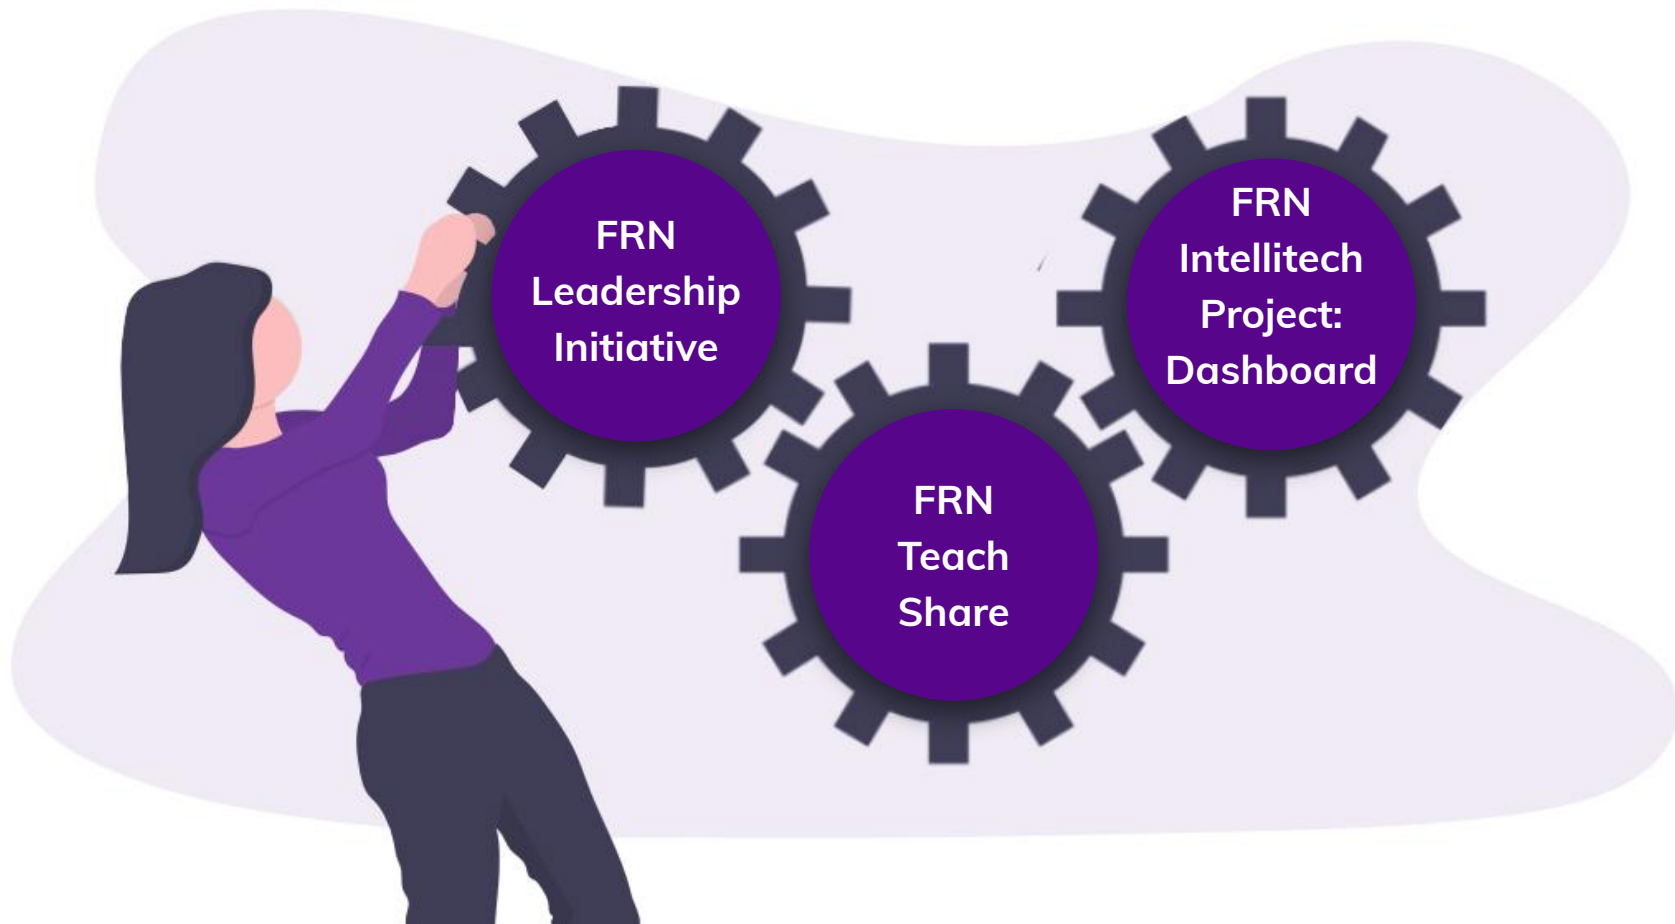 FRN
Leadership
Initiative
FRN
Teach
Share
FRN
Intellitech
Project:
Dashboard